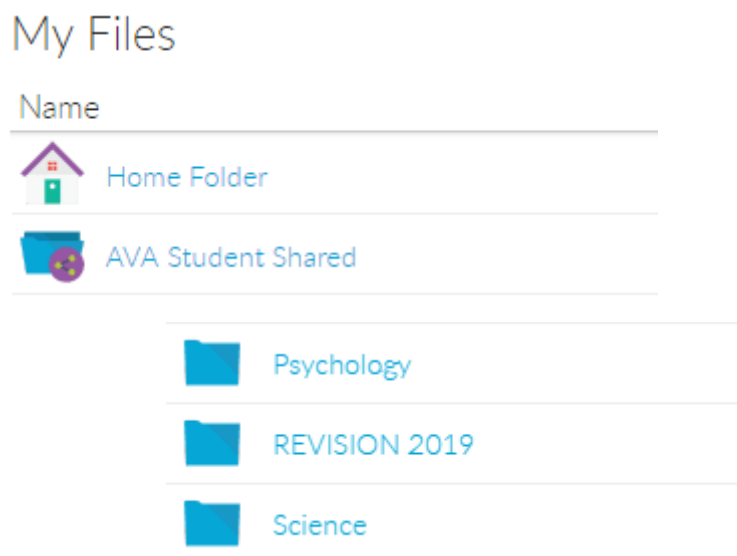 My Files
Name
Home Folder
AVA Student Shared
Psychology
REVISION 2019
Science